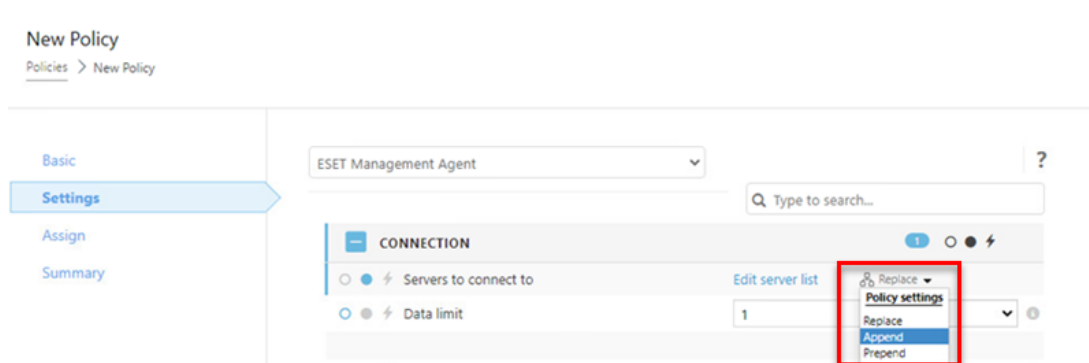 New Policy
Policies > New Policy
Basic
Settings
Assign
Summary
ESET Management Agent
?
Type to search...
CONNECTION
1
Servers to connect to
Edit server list
Replace
Data limit
1
Policy settings
Replace
Append
Prepend